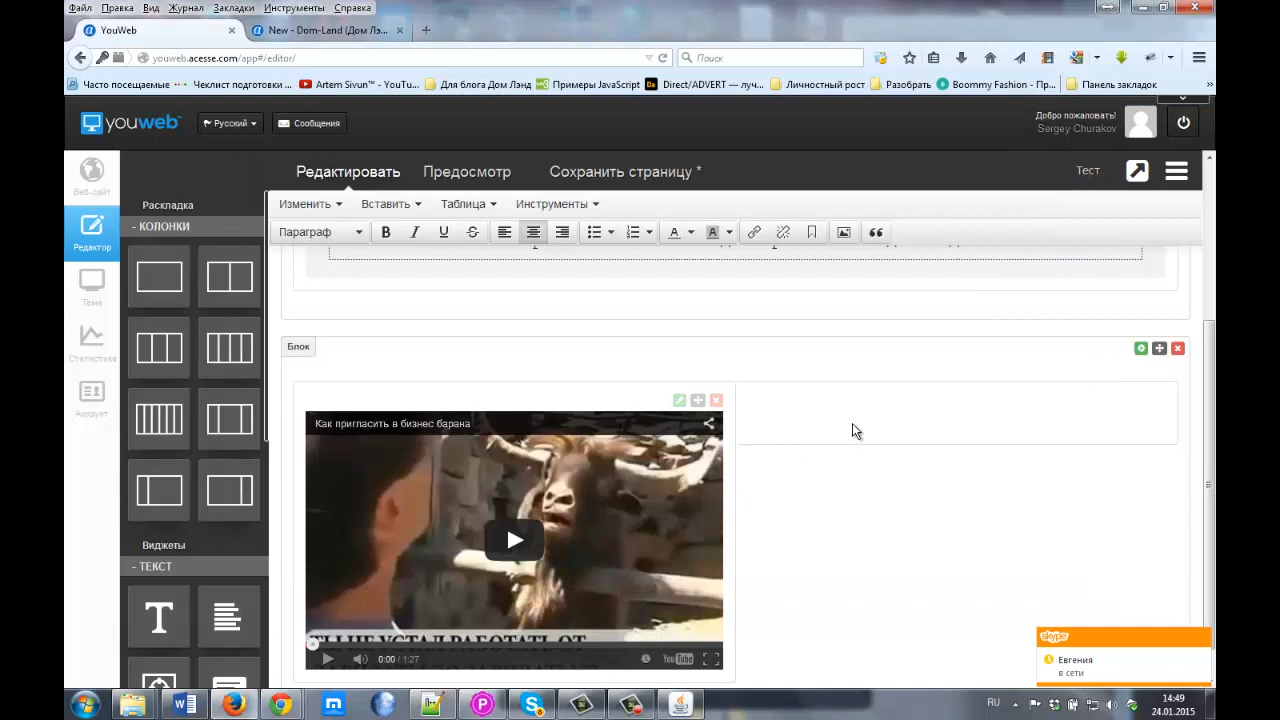 Файл Правка Вид Журнал Закладки Инструменты Справка
YouWeb
New - Dom-Land (Дом Лэ...
youweb.acesse.com/app#/editor/
Поиск
Часто посещаемые
Чеклист подготовки ...
Artem Sivun™ - YouTu...
Для блога Дом Лэнд
Примеры JavaScript
Direct/ADVERT — луч...
Личностный рост
Разобрать
Boommy Fashion - Пр...
Панель закладок
youweb
Русский
Сообщения
Добро пожаловать!
Sergey Churakov
Веб-сайт
Редактор
Тема
Статистика
Аккаунт
Редактировать
Предосмотр
Сохранить страницу *
Тест
Раскладка
- КОЛОНКИ
Изменить
Вставить
Таблица
Инструменты
Параграф
B I U S
A A
Блок
Как пригласить в бизнес барана
0:00 / 1:27
YouTube
Виджеты
- ТЕКСТ
T
skype
Евгения
в сети
RU
14:49
24.01.2015